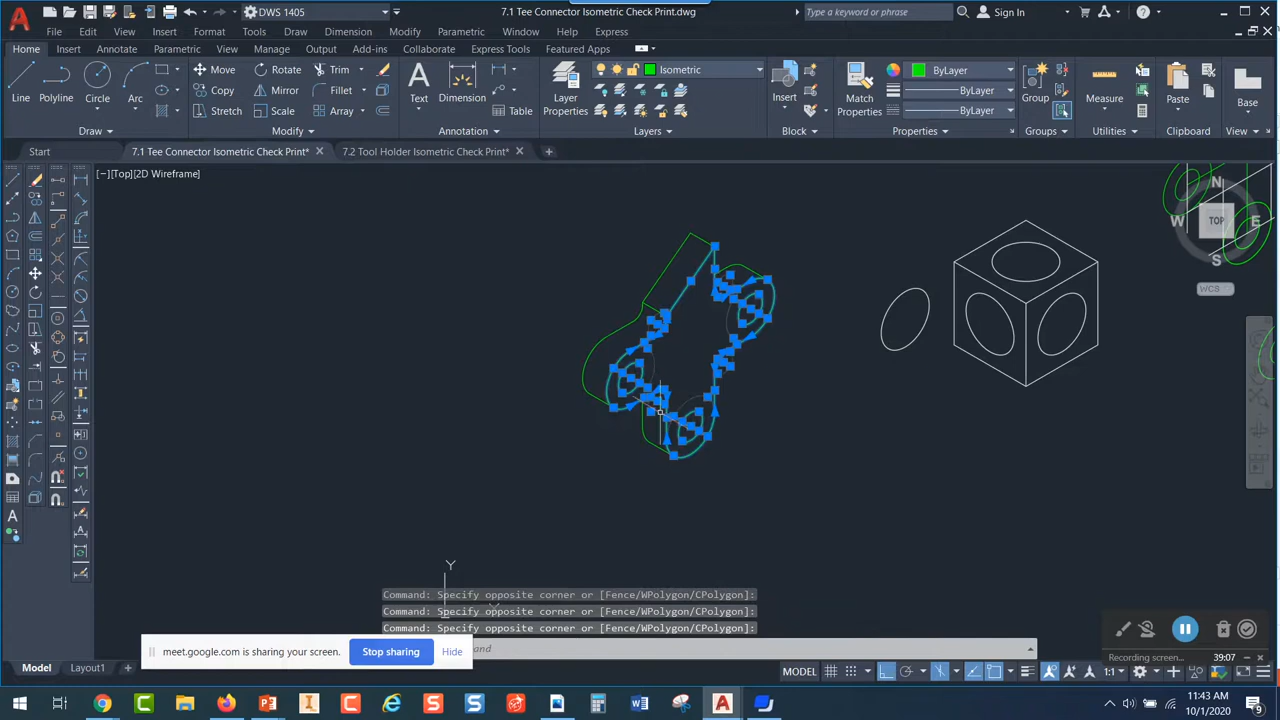 DWS 1405
7.1 Tee Connector Isometric Check Print.dwg
Type a keyword or phrase
Sign In
File Edit View Insert Format Tools Draw Dimension Modify Parametric Window Help Express
Home Insert Annotate Parametric View Manage Output Add-ins Collaborate Express Tools Featured Apps
Line Polyline Circle Arc
Move Rotate Trim
Copy Mirror Fillet
Stretch Scale Array
Text Dimension Table
Layer Properties
Isometric
Insert
Match Properties
ByLayer
ByLayer
ByLayer
Group
Measure
Paste
Base
Draw Modify Annotation Layers Block Properties Groups Utilities Clipboard View
Start
7.1 Tee Connector Isometric Check Print*
7.2 Tool Holder Isometric Check Print*
[−][Top][2D Wireframe]
N
W TOP E
S
WCS
Y
Command: Specify opposite corner or [Fence/WPolygon/CPolygon]:
Command: Specify opposite corner or [Fence/WPolygon/CPolygon]:
Command: Specify opposite corner or [Fence/WPolygon/CPolygon]:
meet.google.com is sharing your screen.
Stop sharing
Hide
Recording screen...
39:07
Model
Layout1
MODEL
1:1
11:43 AM
10/1/2020